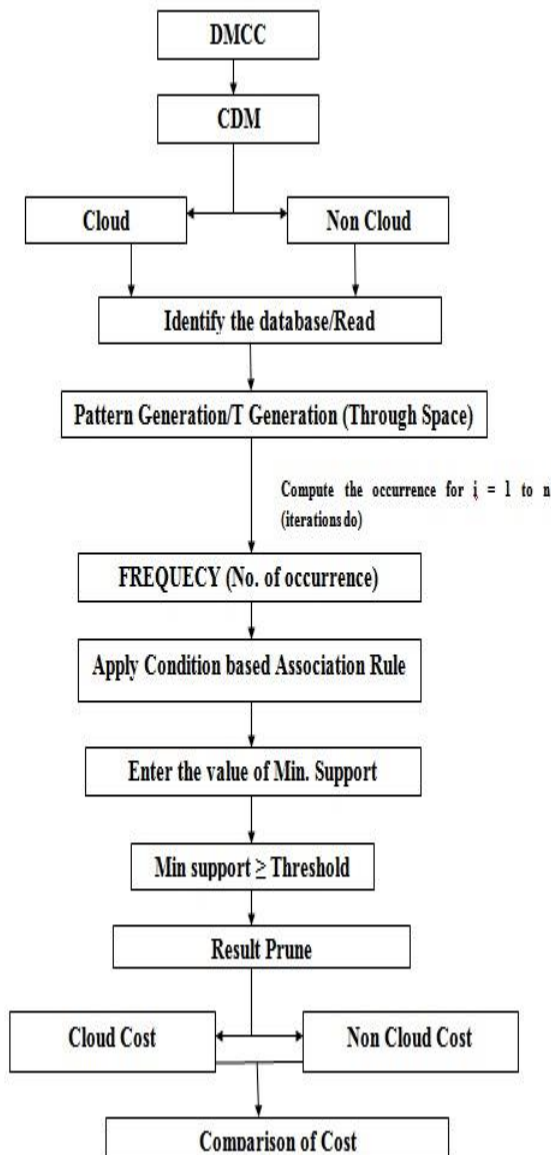 DMCC
CDM
Cloud
Non Cloud
Identify the database/Read
Pattern Generation/T Generation (Through Space)
Compute the occurrence for i = 1 to n
(iterations do)
FREQUECY (No. of occurrence)
Apply Condition based Association Rule
Enter the value of Min. Support
Min support ≥ Threshold
Result Prune
Cloud Cost
Non Cloud Cost
Comparison of Cost